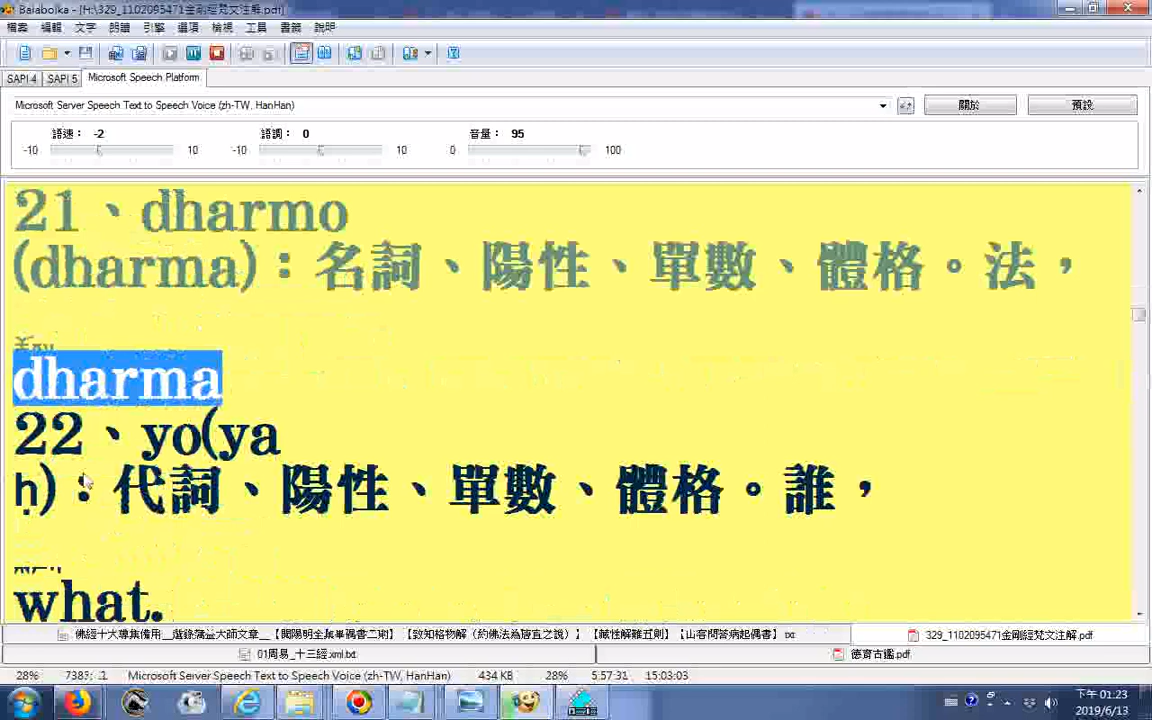 Balabolka - [H:\329_1102095471金剛經梵文注解.pdf]
檔案 編輯 文字 朗讀 引擎 選項 檢視 工具 書籤 說明
SAPI 4 SAPI 5 Microsoft Speech Platform
Microsoft Server Speech Text to Speech Voice (zh-TW, HanHan) 關於 預設
語速： -2 語調： 0 音量： 95
-10 10 -10 10 0 100
21、dharmo
(dharma)：名詞、陽性、單數、體格。法，
dharma
22、yo(ya
ḥ)：代詞、陽性、單數、體格。誰，
what.
329_1102095471金剛經梵文注解.pdf
01周易_十三經.xml.txt 德育古鑑.pdf
28% 7383: 1 Microsoft Server Speech Text to Speech Voice (zh-TW, HanHan) 434 KB 28% 5:57:31 15:03:03
下午 01:23
2019/6/13